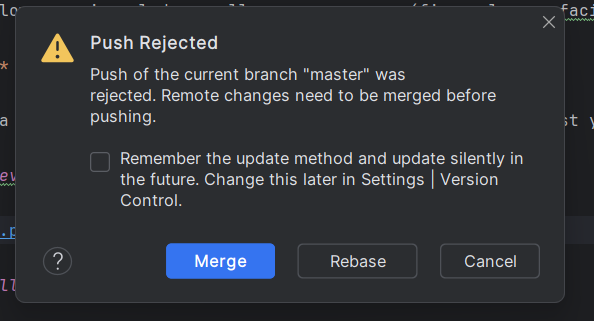 Push Rejected
Push of the current branch "master" was
rejected. Remote changes need to be merged before
pushing.
Remember the update method and update silently in
the future. Change this later in Settings | Version
Control.
?
Merge
Rebase
Cancel